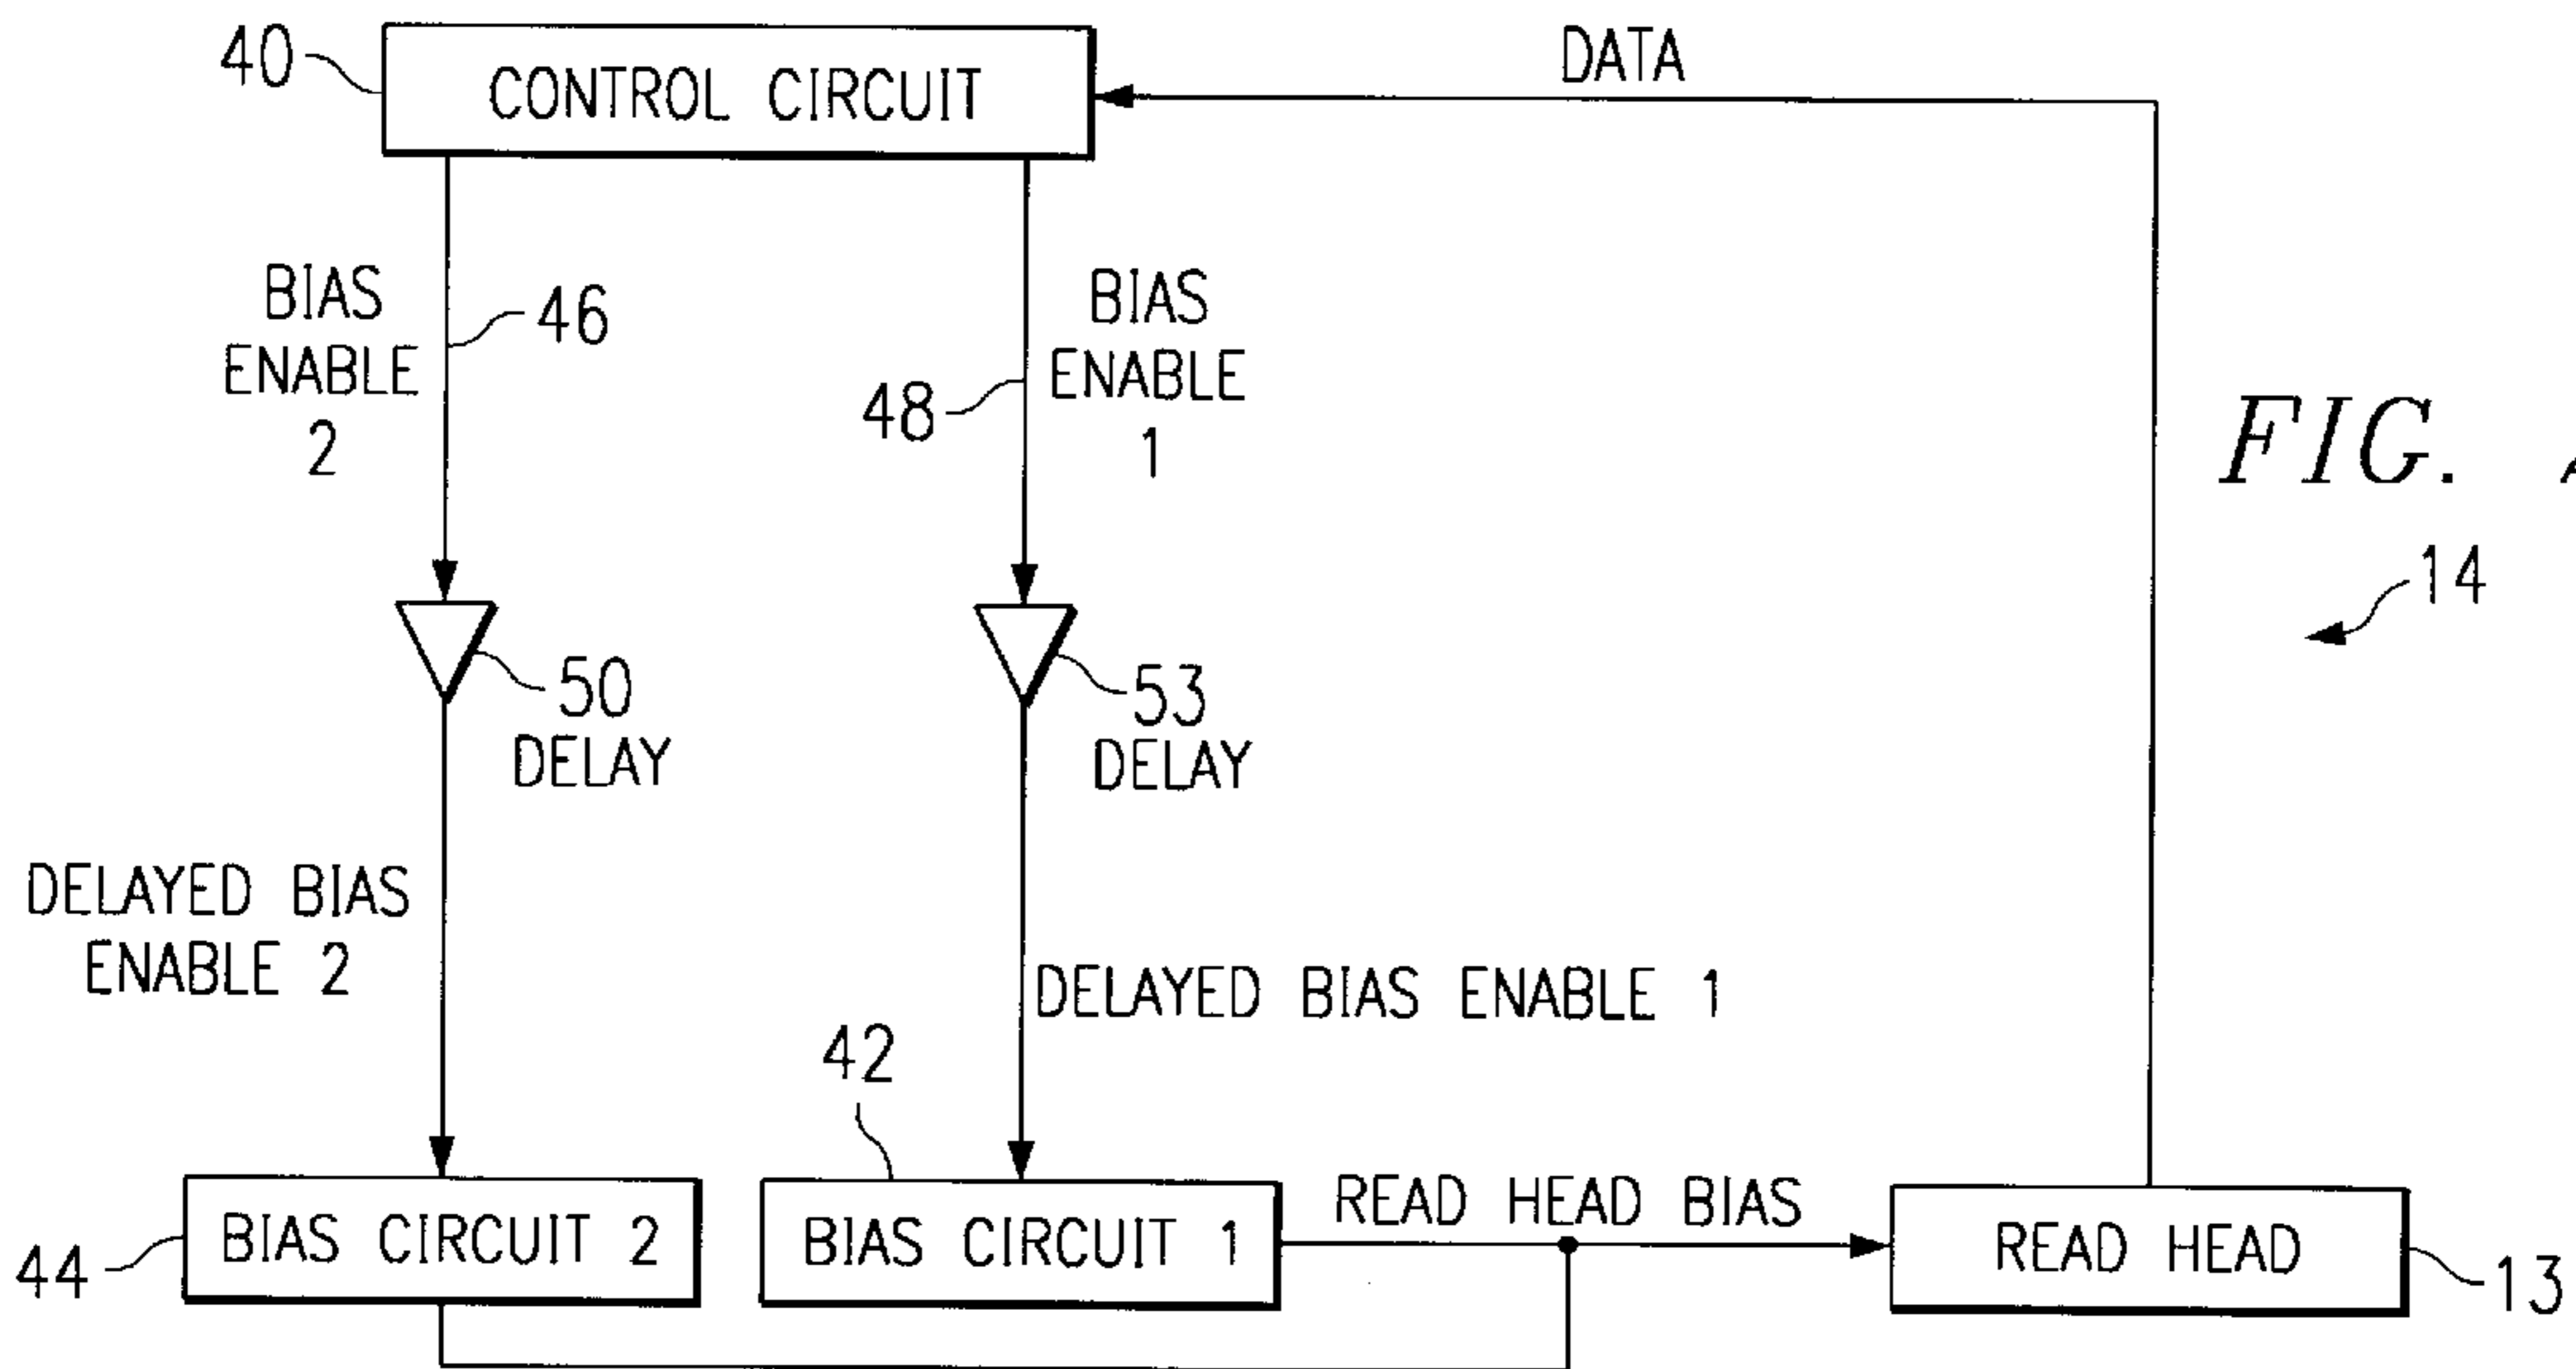 40
CONTROL CIRCUIT
DATA
BIAS
ENABLE
2
46
48
BIAS
ENABLE
1
FIG.
14
50
DELAY
53
DELAY
DELAYED BIAS
ENABLE 2
DELAYED BIAS ENABLE 1
42
44
BIAS CIRCUIT 2
BIAS CIRCUIT 1
READ HEAD BIAS
READ HEAD
13